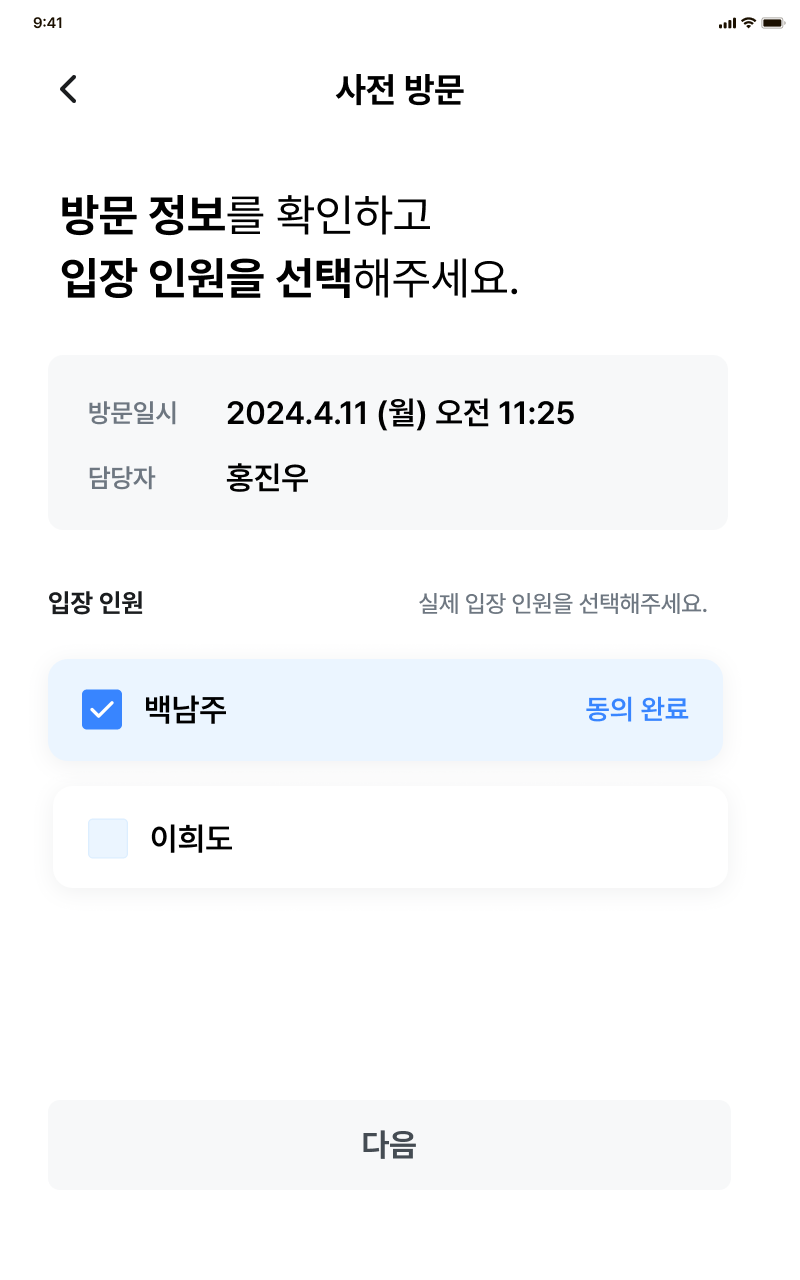 9:41
사전 방문
방문 정보를 확인하고
입장 인원을 선택해주세요.
방문일시 2024.4.11 (월) 오전 11:25
담당자 홍진우
입장 인원 실제 입장 인원을 선택해주세요.
백남주 동의 완료
이희도
다음